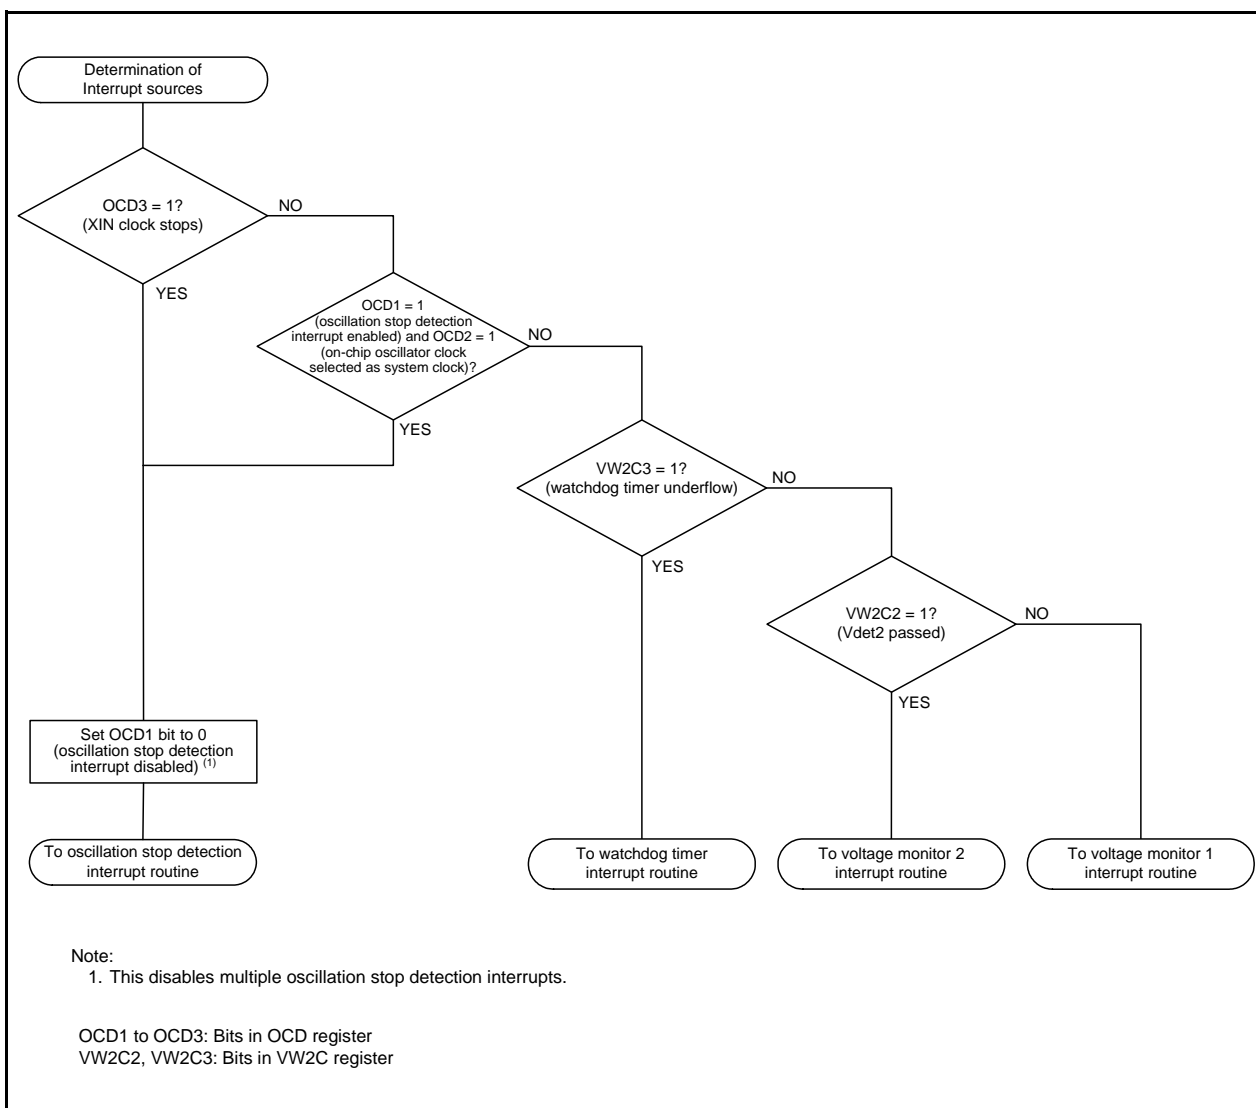 Determination of
Interrupt sources
OCD3 = 1?
(XIN clock stops)
NO
YES
OCD1 = 1
(oscillation stop detection
interrupt enabled) and OCD2 = 1
(on-chip oscillator clock
selected as system clock)?
NO
YES
VW2C3 = 1?
(watchdog timer underflow)
NO
YES
VW2C2 = 1?
(Vdet2 passed)
NO
YES
Set OCD1 bit to 0
(oscillation stop detection
interrupt disabled) (1)
To oscillation stop detection
interrupt routine
To watchdog timer
interrupt routine
To voltage monitor 2
interrupt routine
To voltage monitor 1
interrupt routine
Note:
1. This disables multiple oscillation stop detection interrupts.
OCD1 to OCD3: Bits in OCD register
VW2C2, VW2C3: Bits in VW2C register